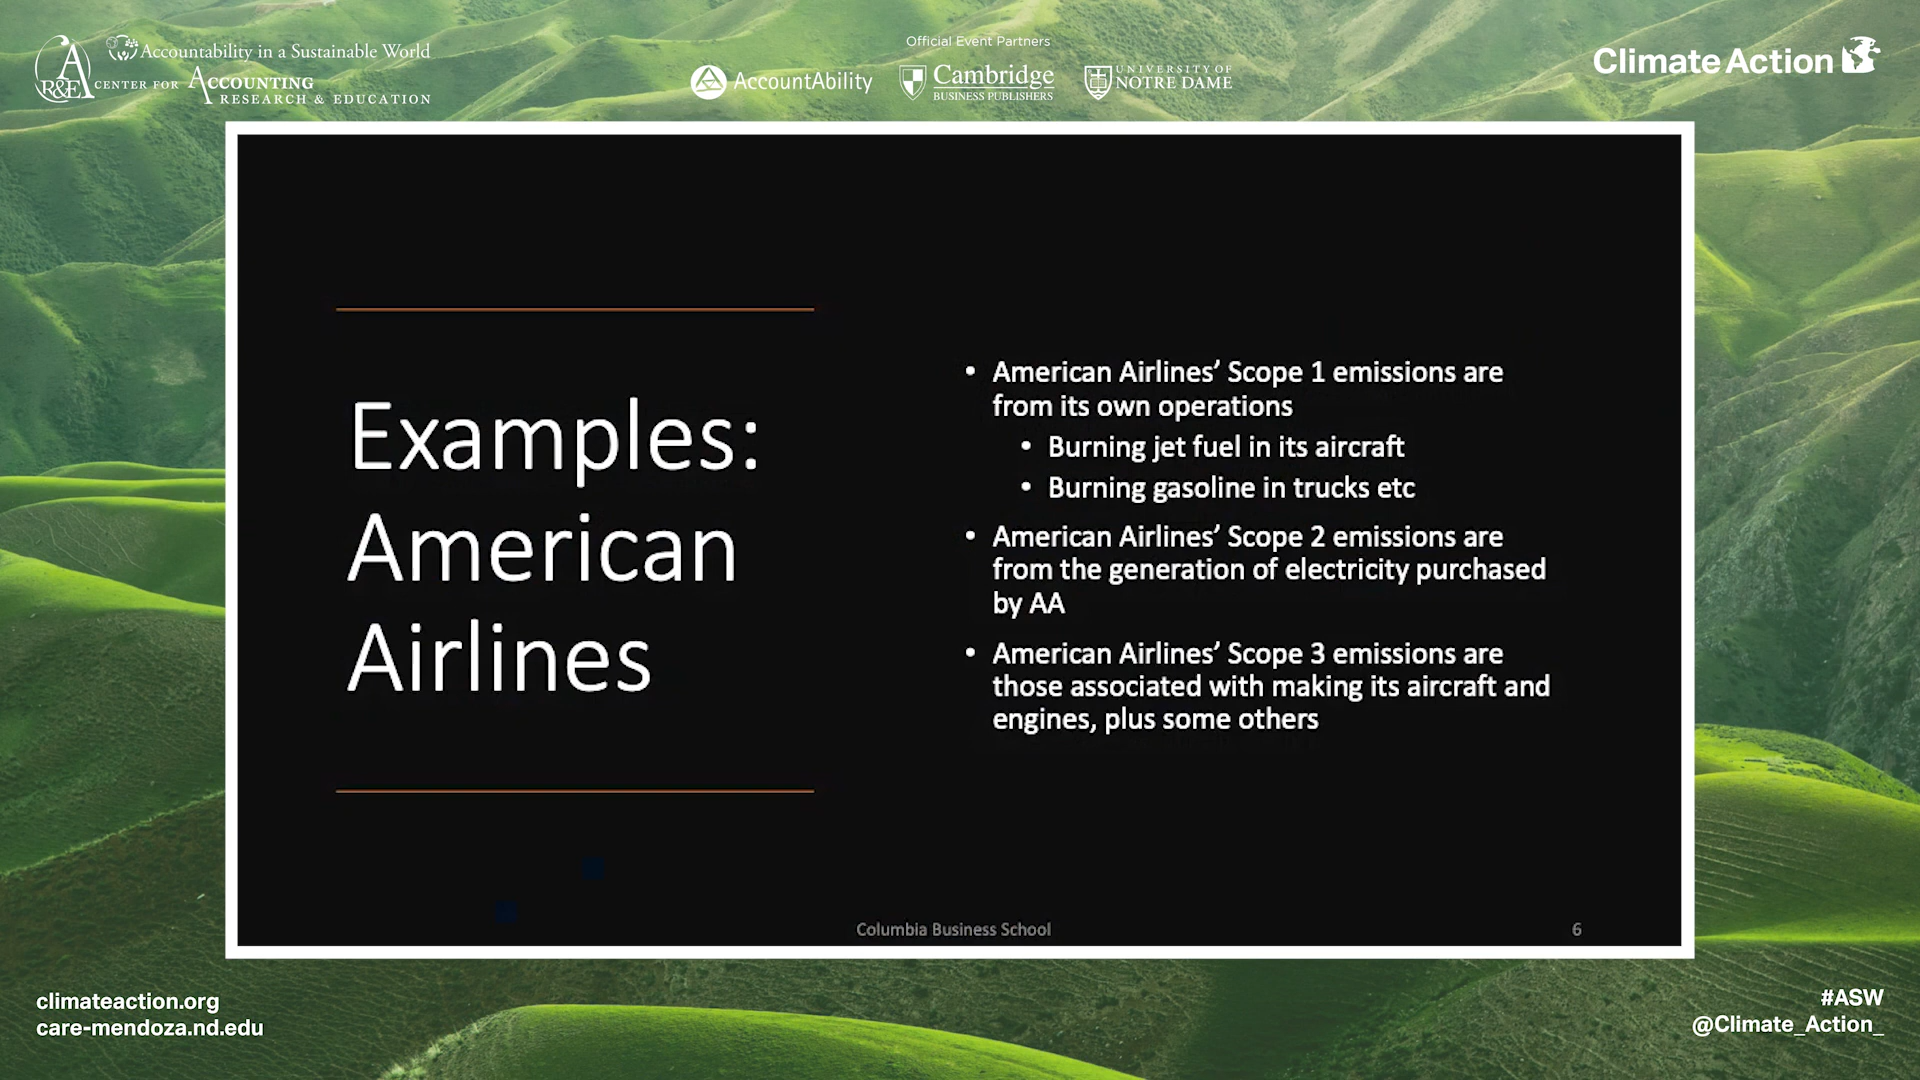 Accountability in a Sustainable World
R&E
CENTER FOR ACCOUNTING
RESEARCH & EDUCATION
Official Event Partners
AccountAbility
Cambridge
BUSINESS PUBLISHERS
UNIVERSITY OF
NOTRE DAME
Climate Action
Examples:
American
Airlines
• American Airlines’ Scope 1 emissions are
from its own operations
• Burning jet fuel in its aircraft
• Burning gasoline in trucks etc
• American Airlines’ Scope 2 emissions are
from the generation of electricity purchased
by AA
• American Airlines’ Scope 3 emissions are
those associated with making its aircraft and
engines, plus some others
Columbia Business School
6
climateaction.org
care-mendoza.nd.edu
#ASW
@Climate_Action_